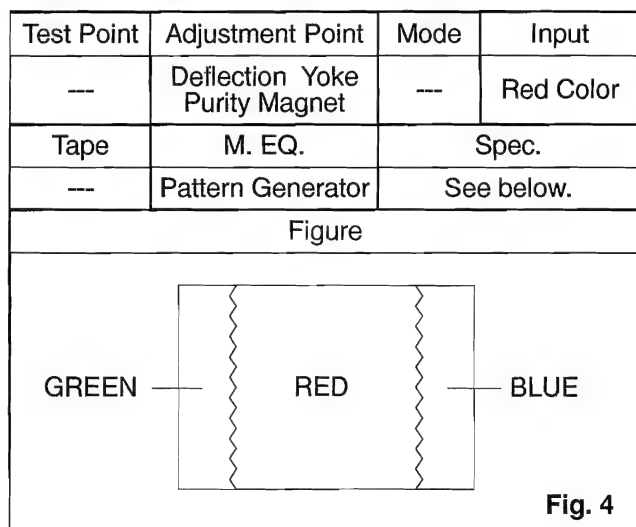 Test Point Adjustment Point Mode Input
--- Deflection Yoke Purity Magnet --- Red Color
Tape M. EQ. Spec.
--- Pattern Generator See below.
Figure
GREEN RED BLUE
Fig. 4